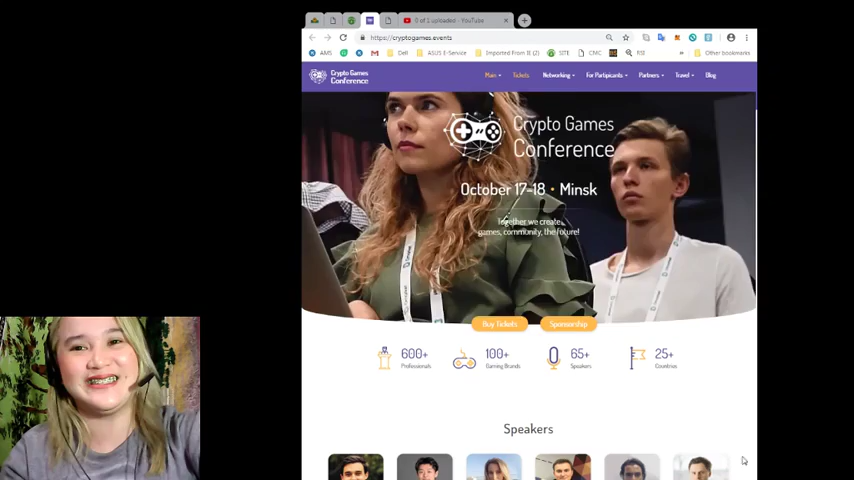 0 of 1 uploaded - YouTube
https://cryptogames.events
AMS
Dell
ASUS E-Service
Imported From IE (2)
SITE
CMC
RSE
Other bookmarks
Crypto Games
Conference
Main
Tickets
Networking
For Participants
Partners
Travel
Blog
Crypto Games
Conference
October 17-18 • Minsk
Together we create
games, community, the future!
Buy Tickets
Sponsorship
600+
Professionals
100+
Gaming Brands
65+
Speakers
25+
Countries
Speakers